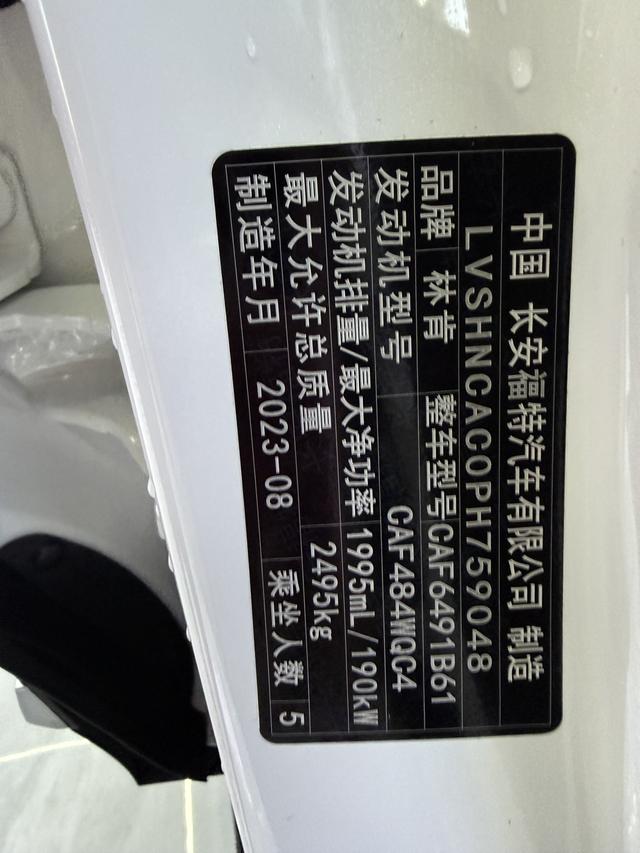 中国 长安福特汽车有限公司 制造
LVSHNCAC0PH759048
品牌 林肯 整车型号 CAF6491B61
发动机型号 CAF484WQC4
发动机排量/最大净功率 1995mL/190kW
最大允许总质量 2495kg
制造年月 2023-08 乘坐人数 5